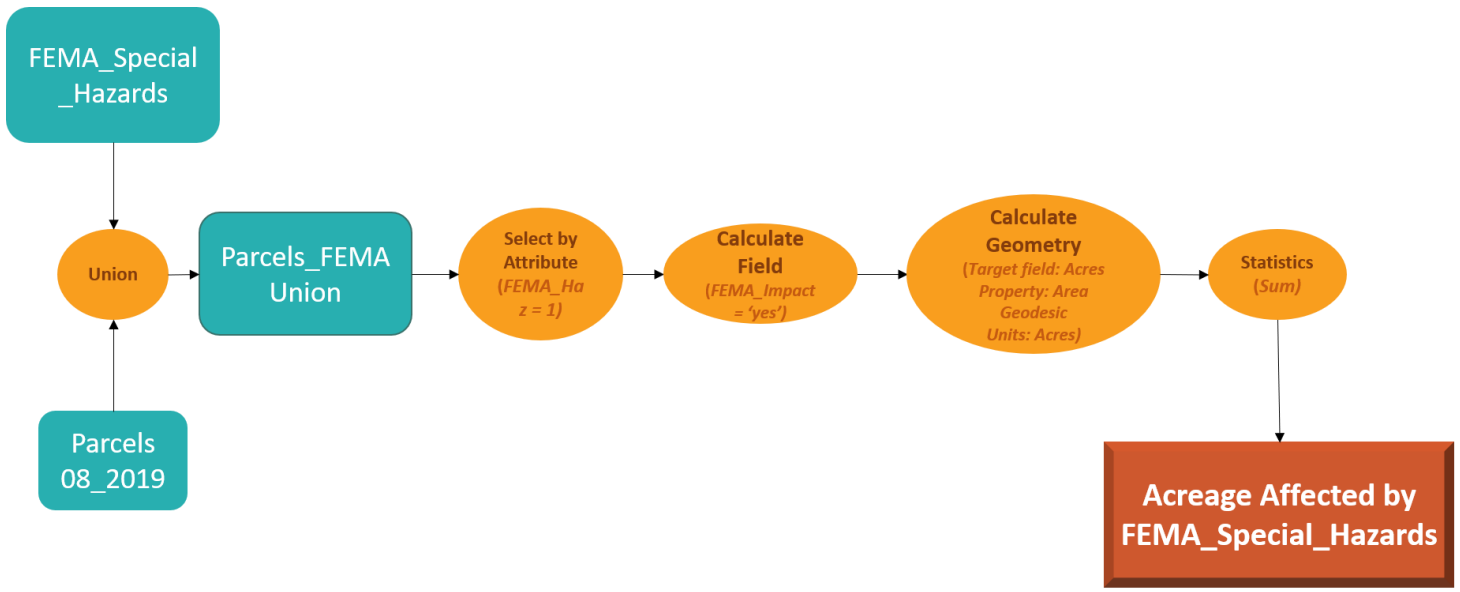 FEMA_Special
_Hazards
Union
Parcels
08_2019
Parcels_FEMA
Union
Select by
Attribute
(FEMA_Ha
z = 1)
Calculate
Field
(FEMA_Impact
= ‘yes’)
Calculate
Geometry
(Target field: Acres
Property: Area
Geodesic
Units: Acres)
Statistics
(Sum)
Acreage Affected by
FEMA_Special_Hazards